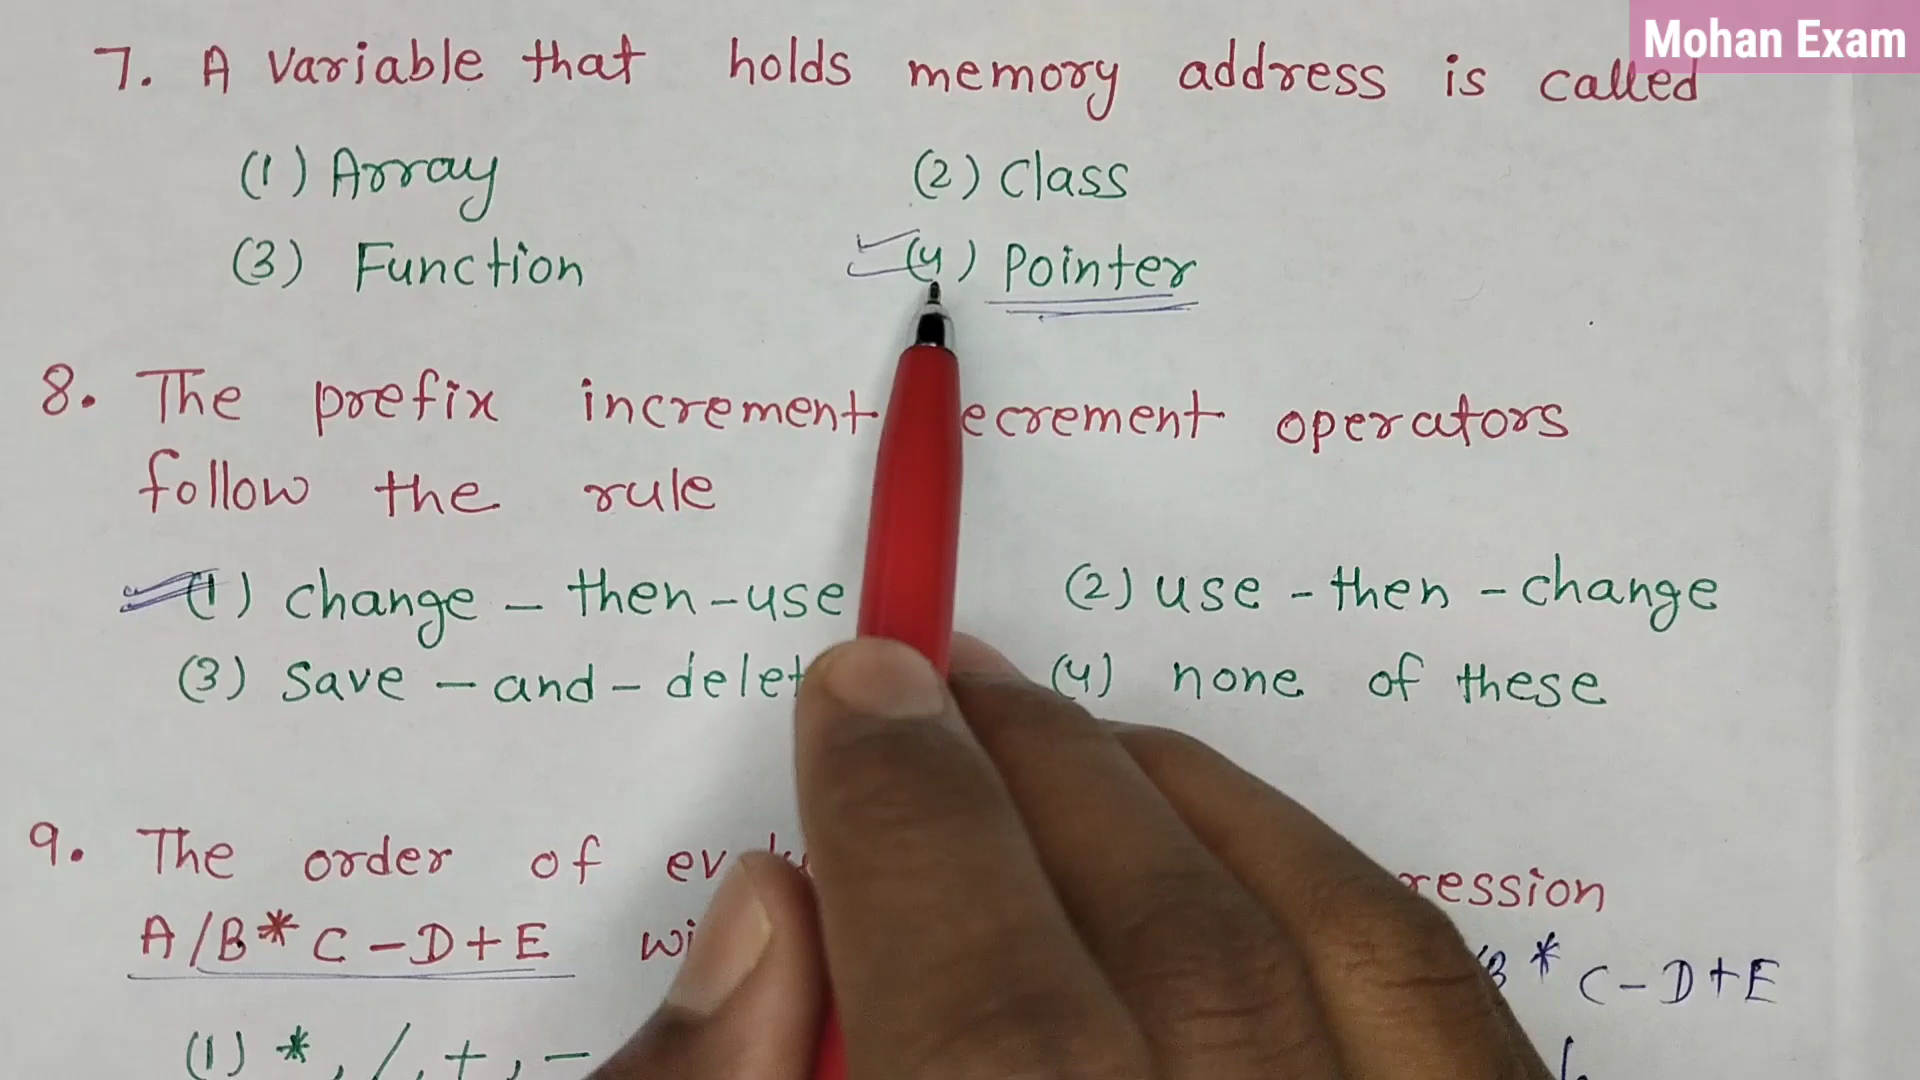 Mohan Exam
7. A variable that holds memory address is called
(1) Array (2) Class
(3) Function (4) Pointer
8. The prefix increment ecrement operators
follow the rule
(1) change - then - use (2) use - then - change
(3) Save - and - delet (4) none of these
9. The order of ression
A/B * C - D + E wi B * C - D + E
(1) *, /, +, -